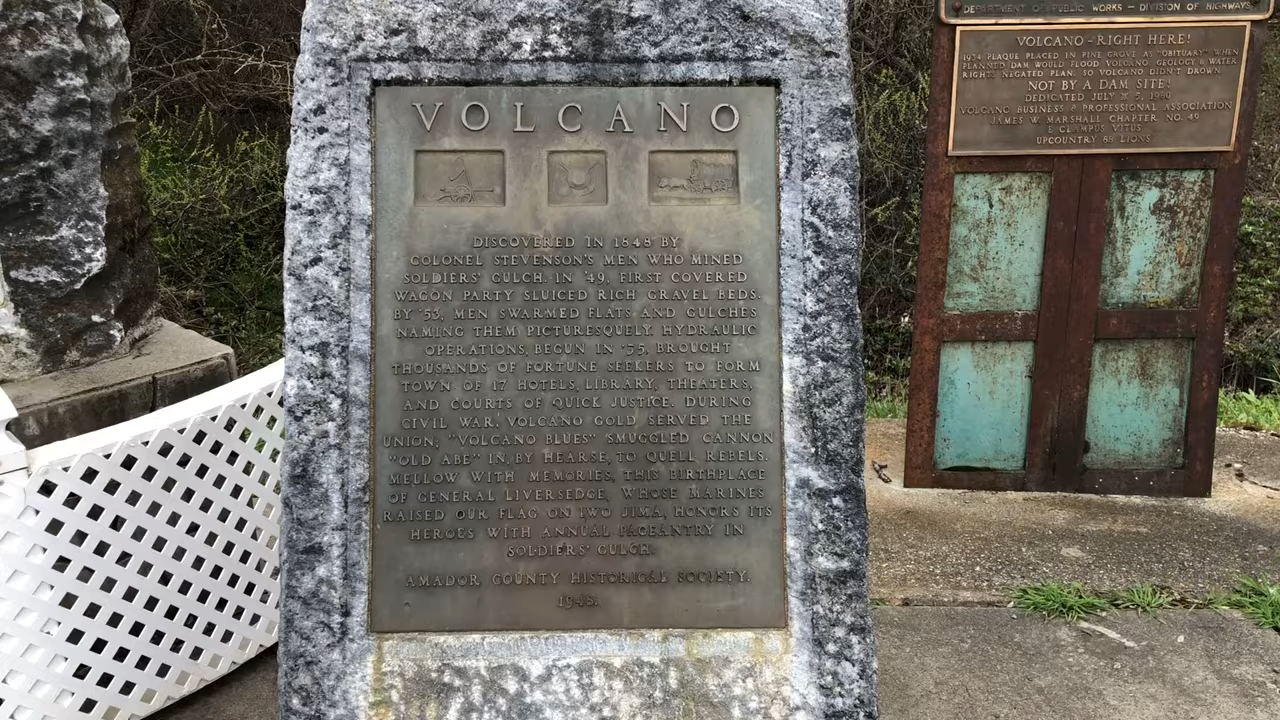 VOLCANO
DISCOVERED IN 1848 BY
COLONEL STEVENSON'S MEN WHO MINED
SOLDIERS' GULCH. IN '49, FIRST COVERED
WAGON PARTY SLUICED RICH GRAVEL BEDS.
BY '53, MEN SWARMED FLATS AND GULCHES
NAMING THEM PICTURESQUELY. HYDRAULIC
OPERATIONS, BEGUN IN '55, BROUGHT
THOUSANDS OF FORTUNE SEEKERS TO FORM
TOWN OF 17 HOTELS, LIBRARY, THEATERS,
AND COURTS OF QUICK JUSTICE. DURING
CIVIL WAR, VOLCANO GOLD SERVED THE
UNION; "VOLCANO BLUES" SMUGGLED CANNON
"OLD ABE" IN, BY HEARSE, TO QUELL REBELS.
MELLOW WITH MEMORIES, THIS BIRTHPLACE
OF GENERAL LIVERSEDGE, WHOSE MARINES
RAISED OUR FLAG ON IWO JIMA, HONORS ITS
HEROES WITH ANNUAL PAGEANTRY IN
SOLDIERS' GULCH.
AMADOR COUNTY HISTORICAL SOCIETY.
1948.
DEPARTMENT OF PUBLIC WORKS – DIVISION OF HIGHWAYS
VOLCANO - RIGHT HERE!
1934 PLAQUE PLACED IN PINE GROVE AS "OBITUARY" WHEN
PLANNED DAM WOULD FLOOD VOLCANO. GEOLOGY & WATER
RIGHTS NEGATED PLAN. SO VOLCANO DIDN'T DROWN.
NOT BY A DAM SITE!
DEDICATED JULY
VOLCANO BUSINESS & PROFESSIONAL ASSOCIATION
JAMES W. MARSHALL CHAPTER NO. 49
E CLAMPUS VITUS
UPCOUNTRY 88 LIONS